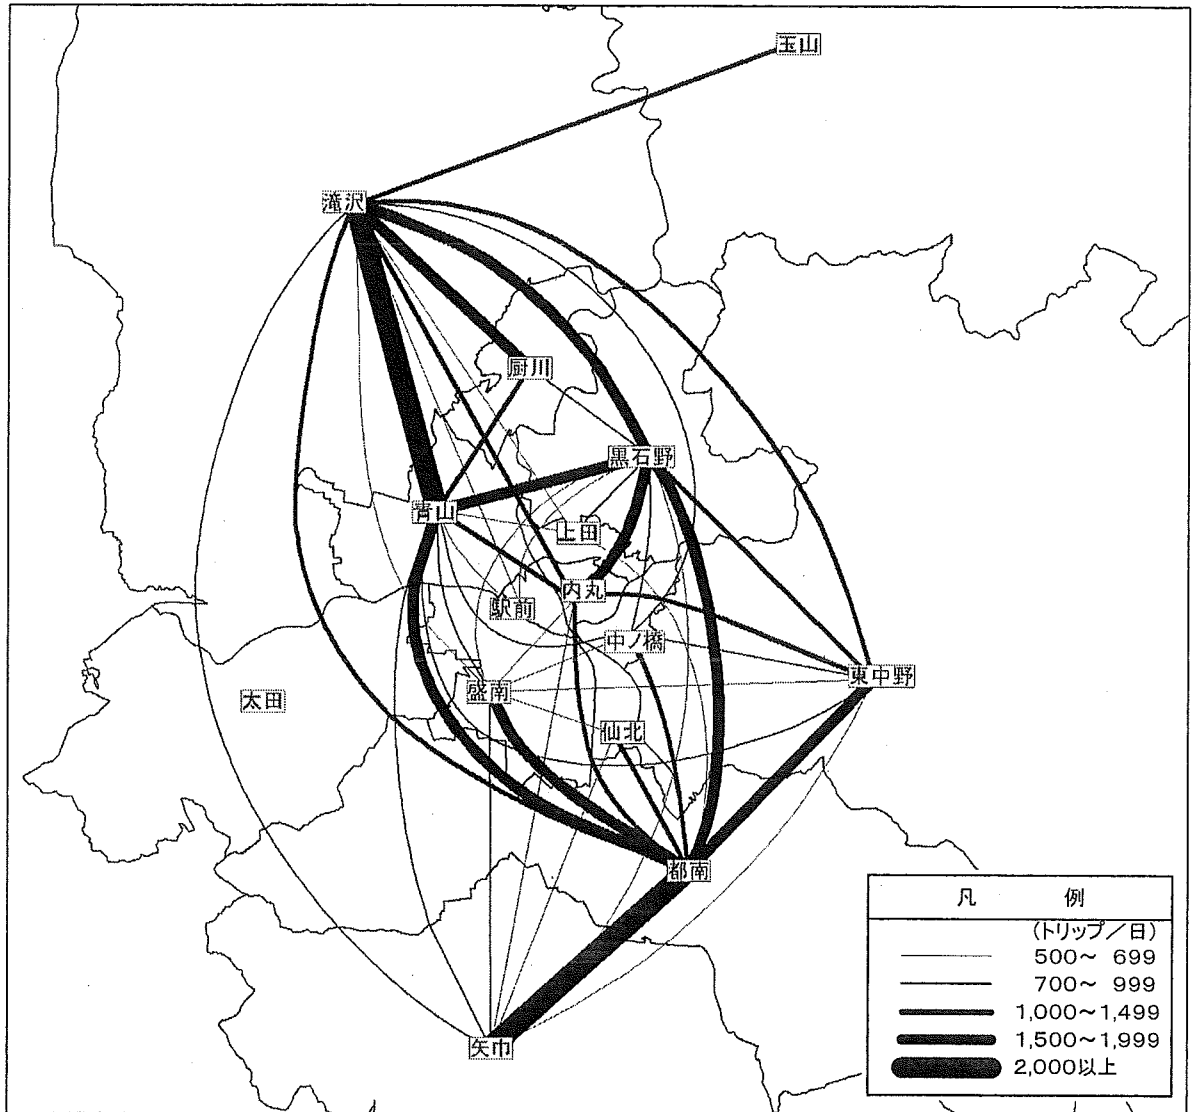 玉山
滝沢
厨川
黒石野
青山
上田
内丸
駅前
中ノ橋
東中野
盛南
太田
仙北
都南
矢巾
凡 例
(トリップ/日)
500~ 699
700~ 999
1,000~1,499
1,500~1,999
2,000以上